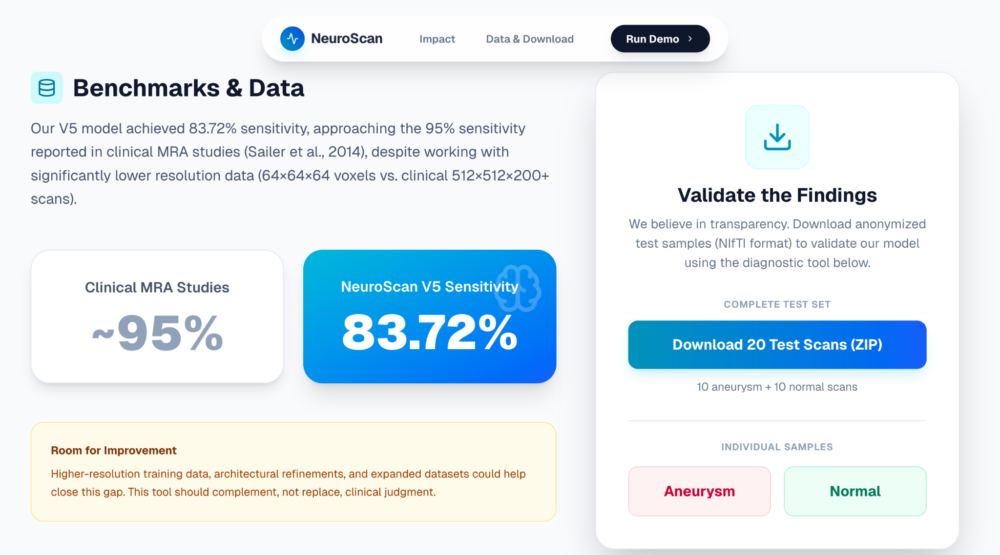 NeuroScan
Impact
Data & Download
Run Demo
Benchmarks & Data
Our V5 model achieved 83.72% sensitivity, approaching the 95% sensitivity
reported in clinical MRA studies (Sailer et al., 2014), despite working with
significantly lower resolution data (64×64×64 voxels vs. clinical 512×512×200+
scans).
Clinical MRA Studies
~95%
NeuroScan V5 Sensitivity
83.72%
Room for Improvement
Higher-resolution training data, architectural refinements, and expanded datasets could help
close this gap. This tool should complement, not replace, clinical judgment.
Validate the Findings
We believe in transparency. Download anonymized
test samples (NIfTI format) to validate our model
using the diagnostic tool below.
COMPLETE TEST SET
Download 20 Test Scans (ZIP)
10 aneurysm + 10 normal scans
INDIVIDUAL SAMPLES
Aneurysm
Normal